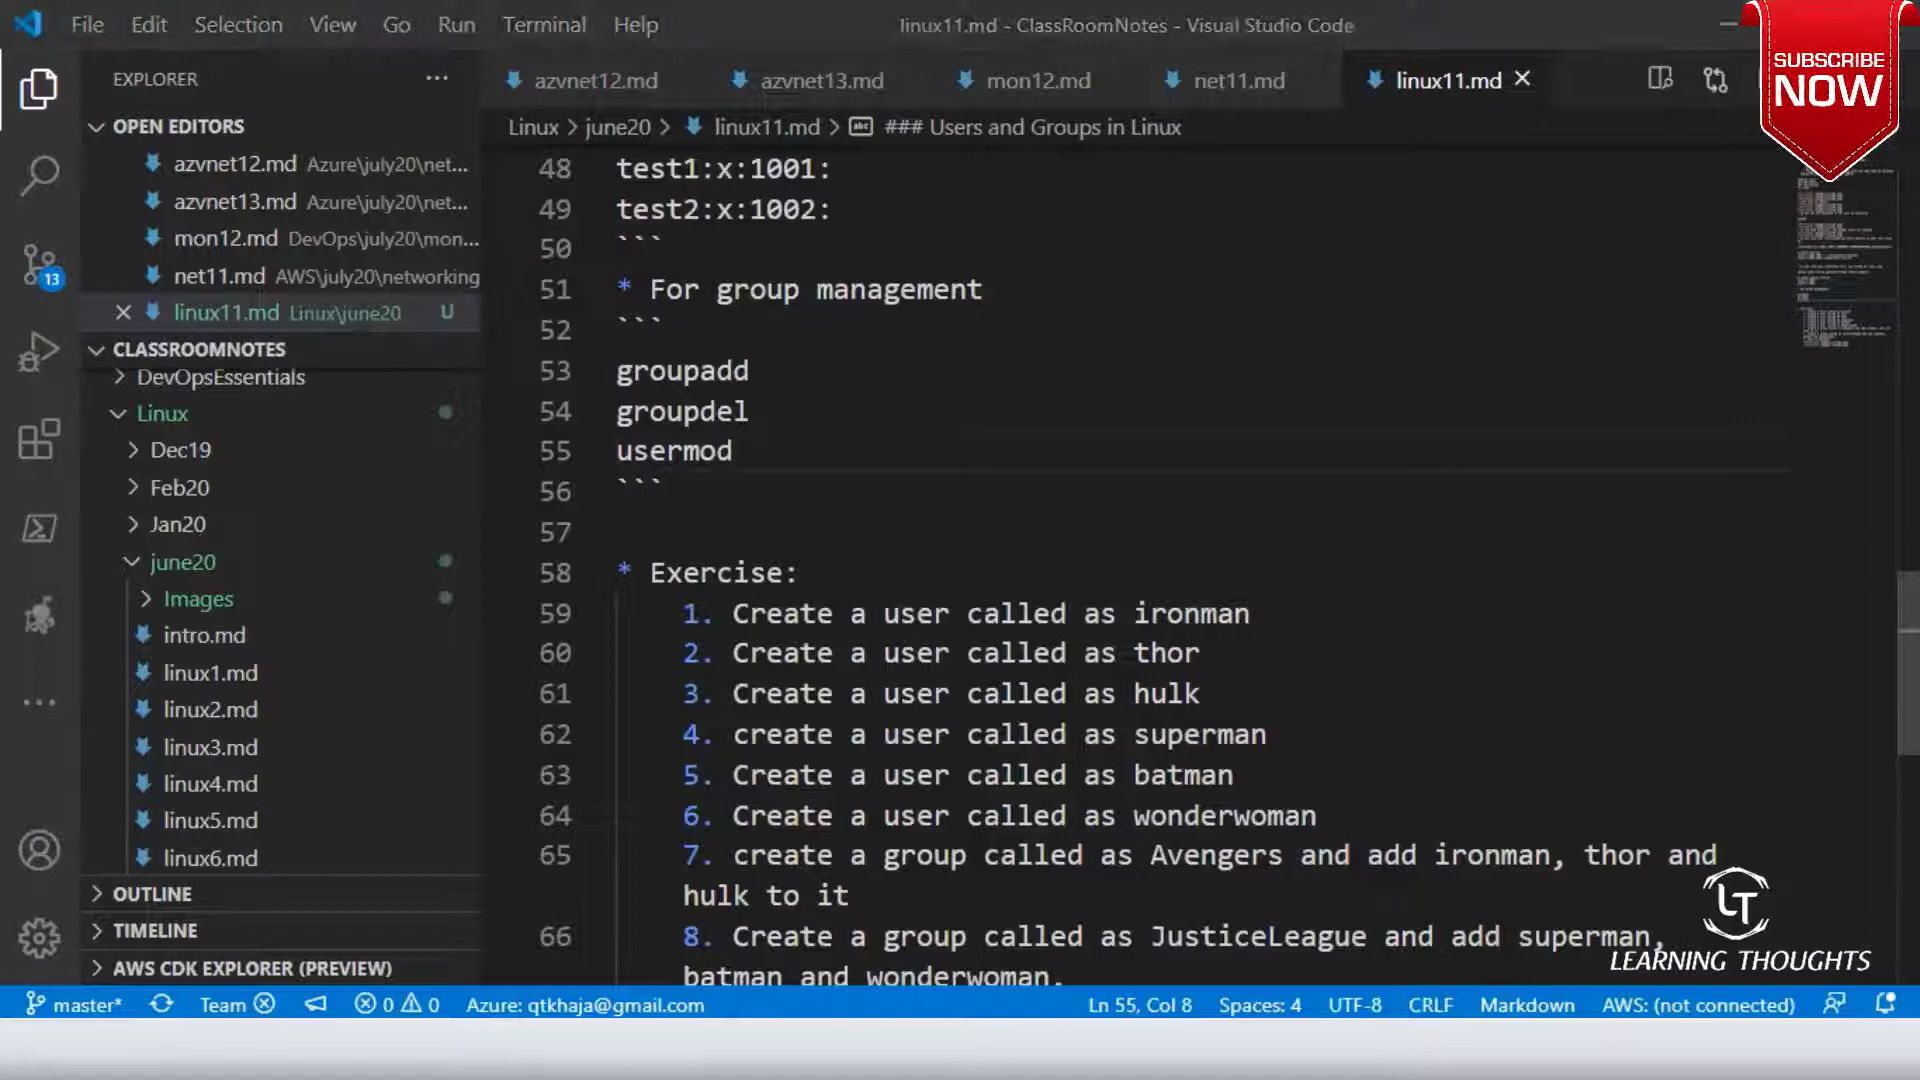 File Edit Selection View Go Run Terminal Help
linux11.md - ClassRoomNotes - Visual Studio Code
SUBSCRIBE
NOW
EXPLORER
azvnet12.md azvnet13.md mon12.md net11.md linux11.md
OPEN EDITORS
Linux > june20 > linux11.md > ### Users and Groups in Linux
azvnet12.md Azure\july20\net...
azvnet13.md Azure\july20\net...
mon12.md DevOps\july20\mon...
net11.md AWS\july20\networking
linux11.md Linux\june20 U
13
CLASSROOMNOTES
DevOpsEssentials
Linux
Dec19
Feb20
Jan20
june20
Images
intro.md
linux1.md
linux2.md
linux3.md
linux4.md
linux5.md
linux6.md
OUTLINE
TIMELINE
AWS CDK EXPLORER (PREVIEW)
48 test1:x:1001:
49 test2:x:1002:
50 ```
51 * For group management
52 ```
53 groupadd
54 groupdel
55 usermod
56 ```
57
58 * Exercise:
59 1. Create a user called as ironman
60 2. Create a user called as thor
61 3. Create a user called as hulk
62 4. create a user called as superman
63 5. Create a user called as batman
64 6. Create a user called as wonderwoman
65 7. create a group called as Avengers and add ironman, thor and
hulk to it
66 8. Create a group called as JusticeLeague and add superman,
batman and wonderwoman.
LT
LEARNING THOUGHTS
master* Team 0 0 Azure: qtkhaja@gmail.com Ln 55, Col 8 Spaces: 4 UTF-8 CRLF Markdown AWS: (not connected)